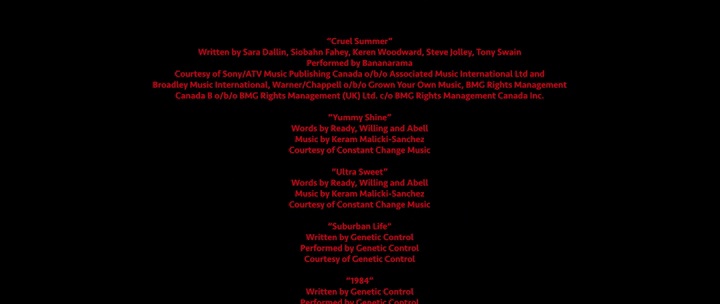 “Cruel Summer”
Written by Sara Dallin, Siobahn Fahey, Keren Woodward, Steve Jolley, Tony Swain
Performed by Bananarama
Courtesy of Sony/ATV Music Publishing Canada o/b/o Associated Music International Ltd and
Broadley Music International, Warner/Chappell o/b/o Grown Your Own Music, BMG Rights Management
Canada B o/b/o BMG Rights Management (UK) Ltd. c/o BMG Rights Management Canada Inc.
“Yummy Shine”
Words by Ready, Willing and Abell
Music by Keram Malicki-Sanchez
Courtesy of Constant Change Music
“Ultra Sweet”
Words by Ready, Willing and Abell
Music by Keram Malicki-Sanchez
Courtesy of Constant Change Music
“Suburban Life”
Written by Genetic Control
Performed by Genetic Control
Courtesy of Genetic Control
“1984”
Written by Genetic Control
Performed by Genetic Control